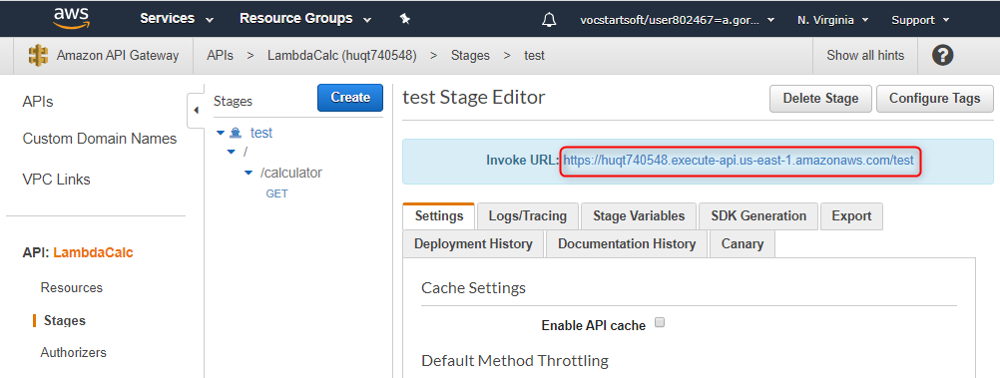 aws Services Resource Groups vocstartsoft/user802467=a.gor... N. Virginia Support
Amazon API Gateway APIs > LambdaCalc (huqt740548) > Stages > test Show all hints ?
APIs
Custom Domain Names
VPC Links
API: LambdaCalc
Resources
Stages
Authorizers
Stages Create
test
/
/calculator
GET
test Stage Editor Delete Stage Configure Tags
Invoke URL: https://huqt740548.execute-api.us-east-1.amazonaws.com/test
Settings Logs/Tracing Stage Variables SDK Generation Export
Deployment History Documentation History Canary
Cache Settings
Enable API cache
Default Method Throttling